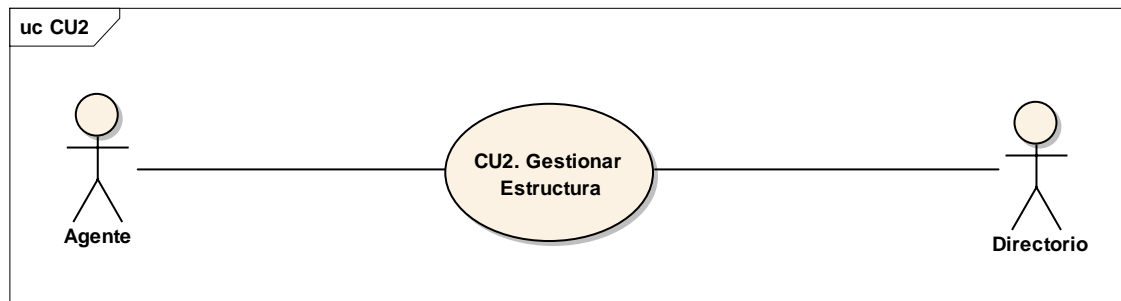 uc CU2
CU2. Gestionar
Estructura
Agente
Directorio